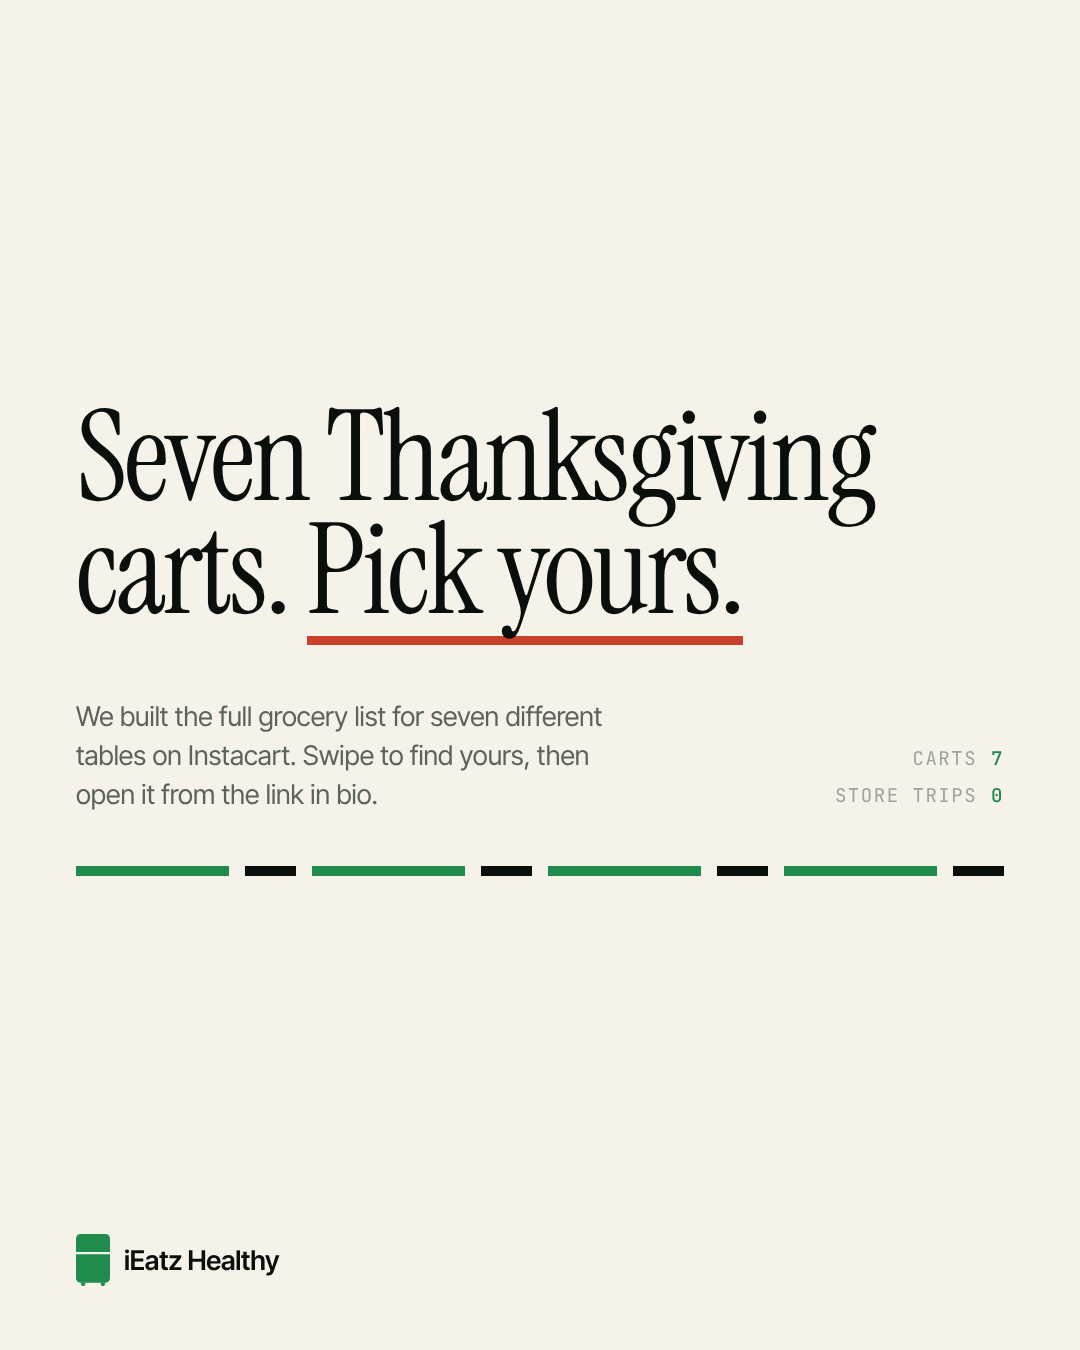 Seven Thanksgiving
carts. Pick yours.
We built the full grocery list for seven different
tables on Instacart. Swipe to find yours, then
open it from the link in bio.
CARTS 7
STORE TRIPS 0
iEatz Healthy